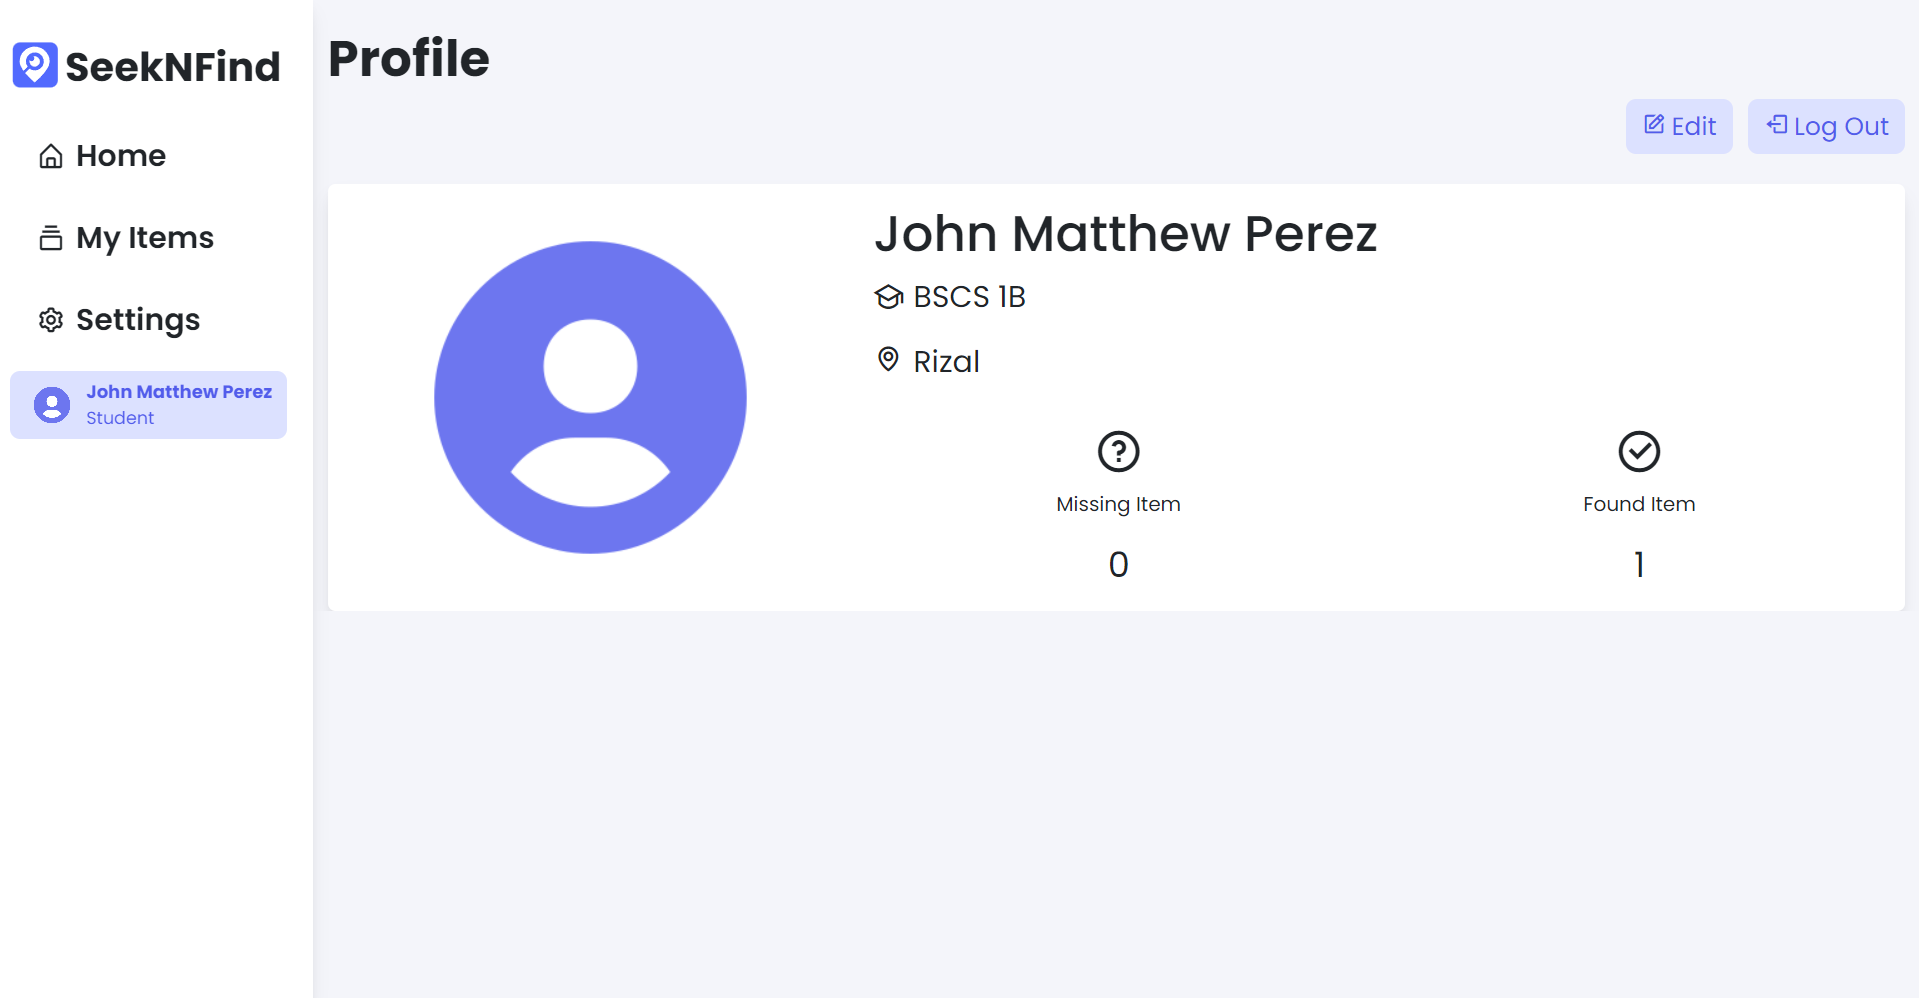 SeekNFind
Home
My Items
Settings
John Matthew Perez
Student
Profile
Edit
Log Out
John Matthew Perez
BSCS 1B
Rizal
Missing Item
0
Found Item
1